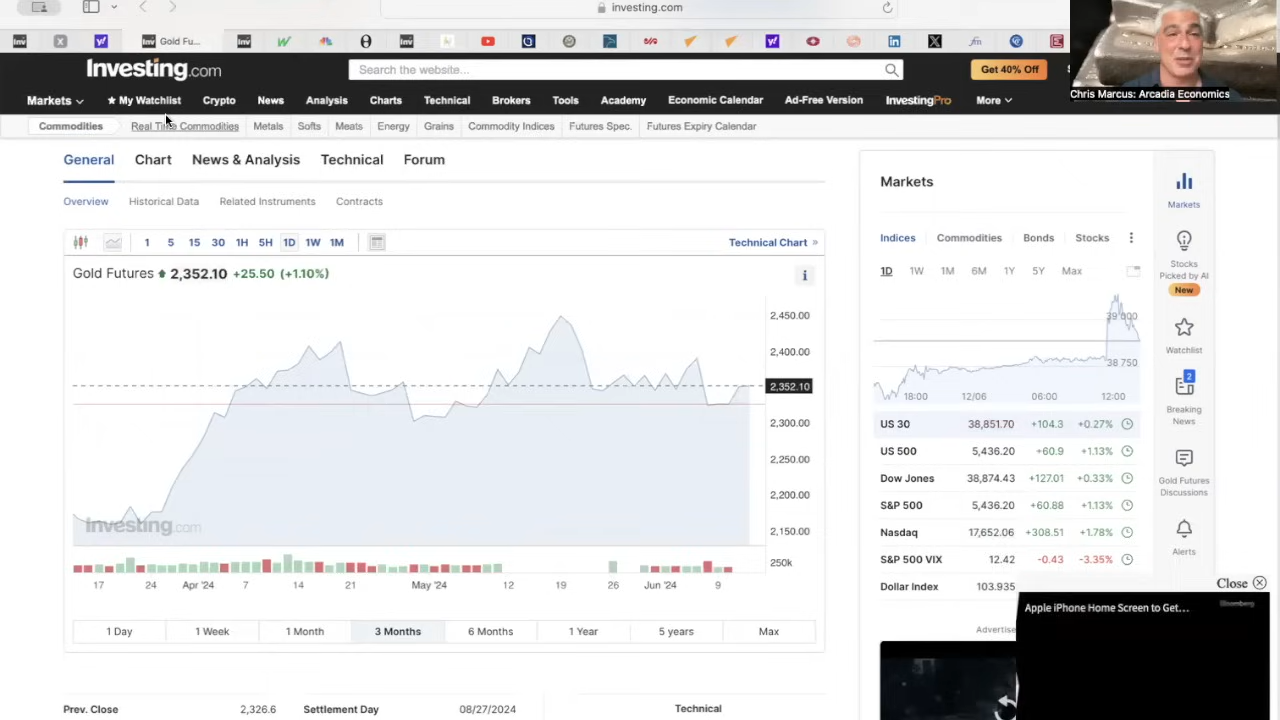 investing.com
Gold Fu...
Investing.com
Search the website...
Get 40% Off
Chris Marcus: Arcadia Economics
Markets
★ My Watchlist
Crypto
News
Analysis
Charts
Technical
Brokers
Tools
Academy
Economic Calendar
Ad-Free Version
InvestingPro
More
Commodities
Real Time Commodities
Metals
Softs
Meats
Energy
Grains
Commodity Indices
Futures Spec.
Futures Expiry Calendar
General
Chart
News & Analysis
Technical
Forum
Overview
Historical Data
Related Instruments
Contracts
1 5 15 30 1H 5H 1D 1W 1M
Technical Chart »
Gold Futures 2,352.10 +25.50 (+1.10%)
2,450.00
2,400.00
2,352.10
2,300.00
2,250.00
2,200.00
2,150.00
250k
Investing.com
17 24 Apr '24 7 14 21 May '24 12 19 26 Jun '24 9
1 Day
1 Week
1 Month
3 Months
6 Months
1 Year
5 years
Max
Prev. Close 2,326.6
Settlement Day 08/27/2024
Technical
Markets
Indices
Commodities
Bonds
Stocks
1D 1W 1M 6M 1Y 5Y Max
39 000
38 750
18:00 12/06 06:00 12:00
US 30 38,851.70 +104.3 +0.27%
US 500 5,436.20 +60.9 +1.13%
Dow Jones 38,874.43 +127.01 +0.33%
S&P 500 5,436.20 +60.88 +1.13%
Nasdaq 17,652.06 +308.51 +1.78%
S&P 500 VIX 12.42 -0.43 -3.35%
Dollar Index 103.935
Markets
Stocks
Picked by AI
New
Watchlist
2
Breaking
News
Gold Futures
Discussions
Alerts
Close
Apple iPhone Home Screen to Get...
Bloomberg